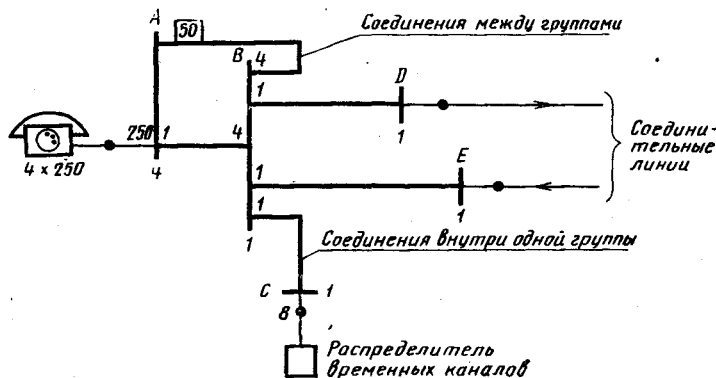 A
50
Соединения между группами
B
4
1
D
1
250
1
4
4
4 × 250
Соедини-
тельные
линии
1
E
1
1
1
Соединения внутри одной группы
C
1
8
Распределитель
временных каналов